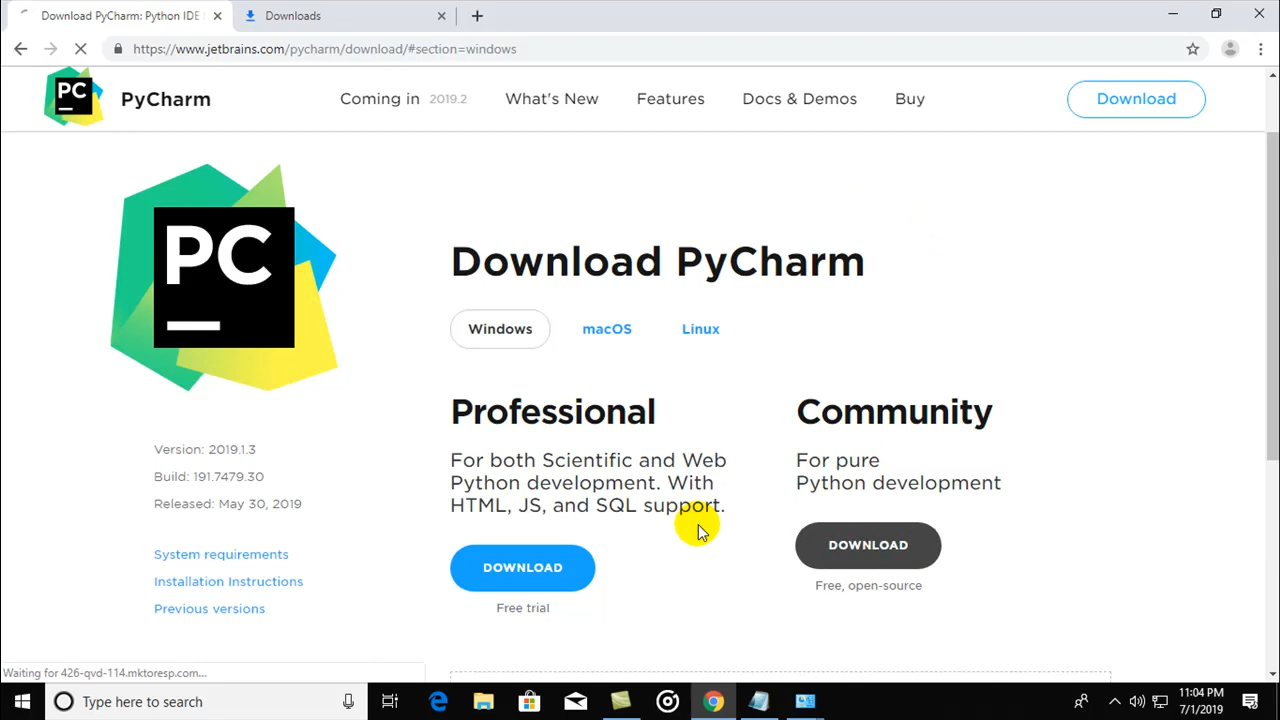 Download PyCharm: Python IDE
Downloads
https://www.jetbrains.com/pycharm/download/#section=windows
PC
PyCharm
Coming in 2019.2
What's New
Features
Docs & Demos
Buy
Download
PC
Download PyCharm
Windows
macOS
Linux
Professional
For both Scientific and Web
Python development. With
HTML, JS, and SQL support.
DOWNLOAD
Free trial
Community
For pure
Python development
DOWNLOAD
Free, open-source
Version: 2019.1.3
Build: 191.7479.30
Released: May 30, 2019
System requirements
Installation Instructions
Previous versions
Waiting for 426-qvd-114.mktoresp.com...
Type here to search
11:04 PM
7/1/2019